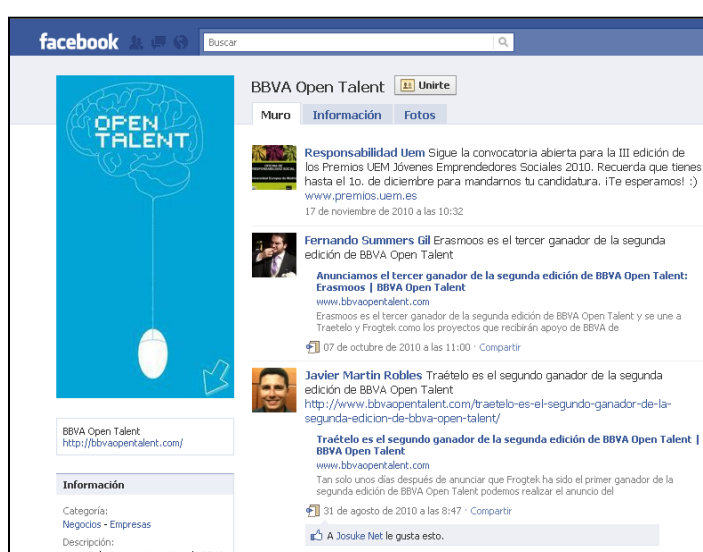 facebook
Buscar
OPEN
TALENT
BBVA Open Talent
http://bbvaopentalent.com/
Información
Categoría:
Negocios - Empresas
Descripción:
BBVA Open Talent Unirte
Muro Información Fotos
Responsabilidad Uem Sigue la convocatoria abierta para la III edición de
los Premios UEM Jóvenes Emprendedores Sociales 2010. Recuerda que tienes
hasta el 1o. de diciembre para mandarnos tu candidatura. ¡Te esperamos! :)
www.premios.uem.es
17 de noviembre de 2010 a las 10:32
Fernando Summers Gil Erasmoos es el tercer ganador de la segunda
edición de BBVA Open Talent
Anunciamos el tercer ganador de la segunda edición de BBVA Open Talent:
Erasmoos | BBVA Open Talent
www.bbvaopentalent.com
Erasmoos es el tercer ganador de la segunda edición de BBVA Open Talent y se une a
Traetelo y Frogtek como los proyectos que recibirán apoyo de BBVA de
07 de octubre de 2010 a las 11:00 · Compartir
Javier Martin Robles Traételo es el segundo ganador de la segunda
edición de BBVA Open Talent
http://www.bbvaopentalent.com/traetelo-es-el-segundo-ganador-de-la-
segunda-edicion-de-bbva-open-talent/
Traételo es el segundo ganador de la segunda edición de BBVA Open Talent |
BBVA Open Talent
www.bbvaopentalent.com
Tan solo unos días después de anunciar que Frogtek ha sido el primer ganador de la
segunda edición de BBVA Open Talent podemos realizar el anuncio del
31 de agosto de 2010 a las 8:47 · Compartir
A Josuke Net le gusta esto.